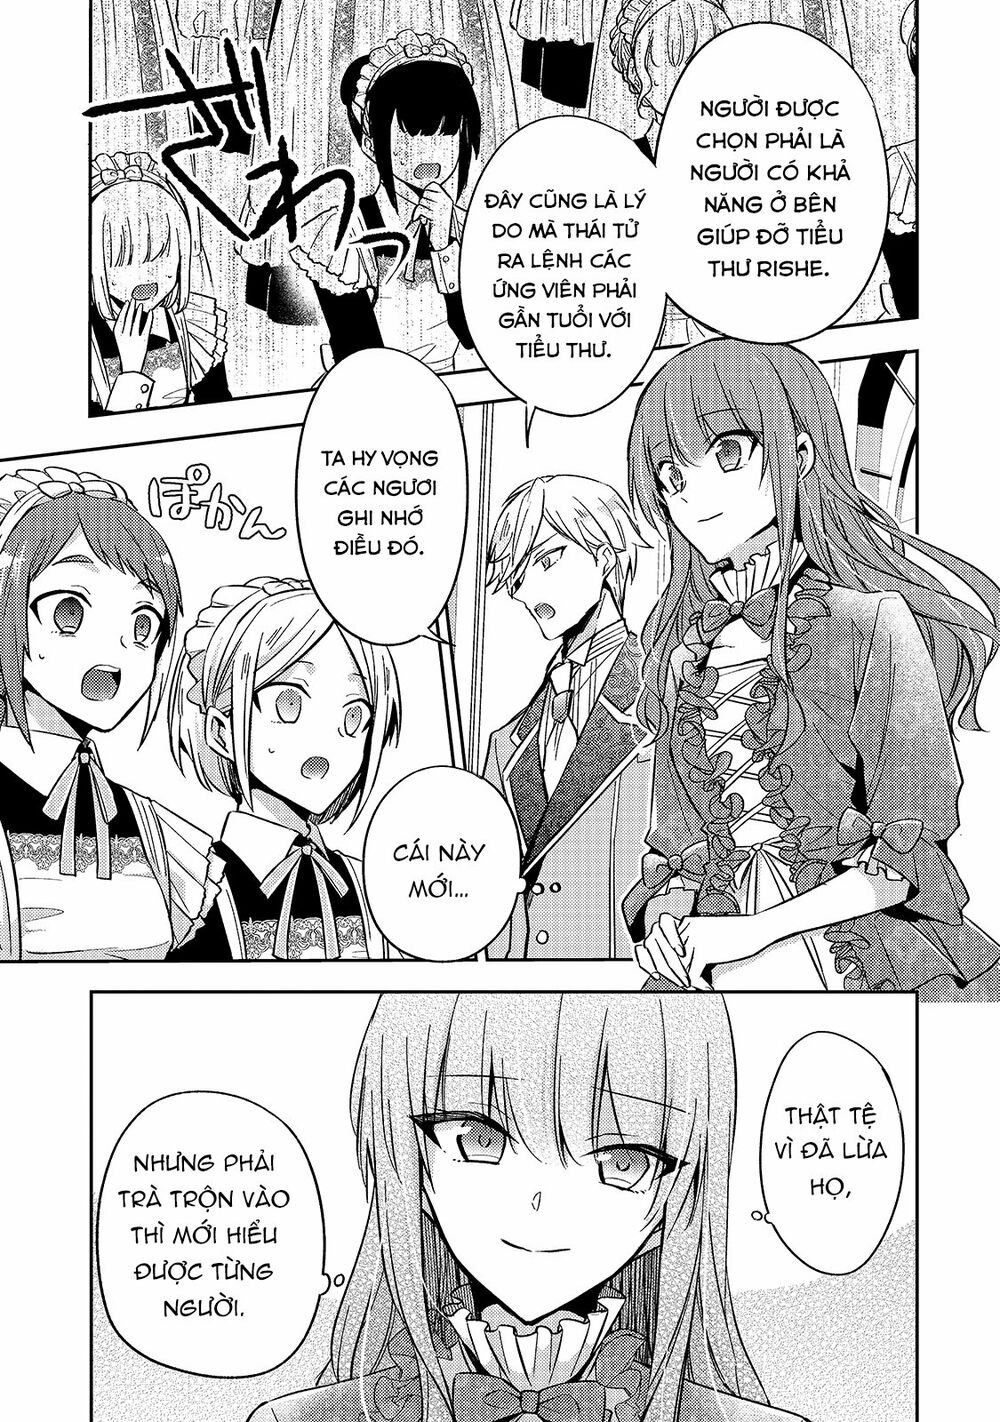 NGƯỜI ĐƯỢC
CHỌN PHẢI LÀ
NGƯỜI CÓ KHẢ
NĂNG Ở BÊN
GIÚP ĐỠ TIỂU
THƯ RISHE.
ĐÂY CŨNG LÀ LÝ
DO MÀ THÁI TỬ
RA LỆNH CÁC
ỨNG VIÊN PHẢI
GẦN TUỔI VỚI
TIỂU THƯ.
ざわっ
TA HY VỌNG
CÁC NGƯƠI
GHI NHỚ
ĐIỀU ĐÓ.
ぽかん
CÁI NÀY
MỚI...
THẬT TỆ
VÌ ĐÃ LỪA
HỌ,
NHƯNG PHẢI
TRÀ TRỘN VÀO
THÌ MỚI HIỂU
ĐƯỢC TỪNG
NGƯỜI.